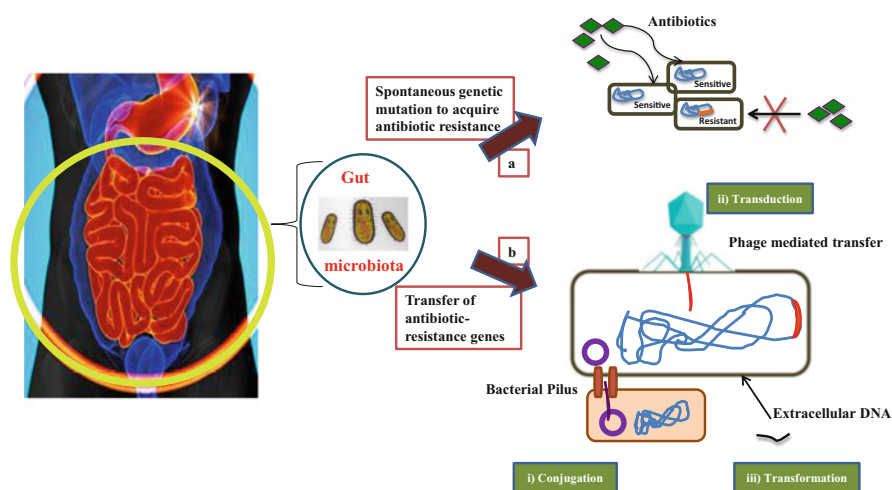 Antibiotics
Sensitive
Sensitive
Resistant
Spontaneous genetic
mutation to acquire
antibiotic resistance
a
Gut
microbiota
b
Transfer of
antibiotic-
resistance genes
ii) Transduction
Phage mediated transfer
Bacterial Pilus
Extracellular DNA
i) Conjugation
iii) Transformation